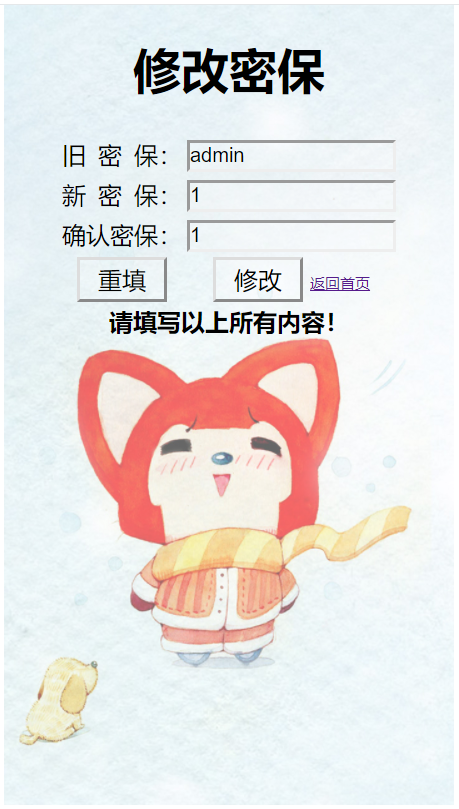 修改密保
旧 密 保： admin
新 密 保： 1
确认密保： 1
重填 修改 返回首页
请填写以上所有内容！